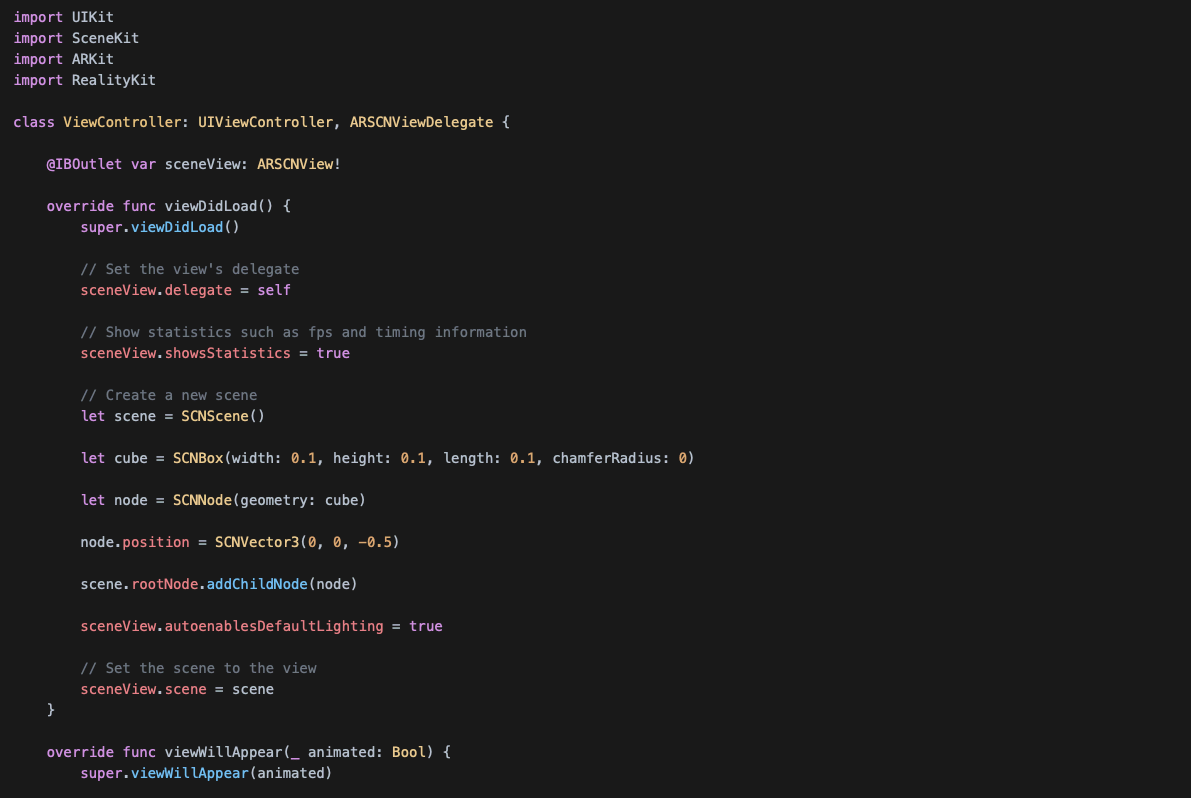 import UIKit
import SceneKit
import ARKit
import RealityKit
class ViewController: UIViewController, ARSCNViewDelegate {
@IBOutlet var sceneView: ARSCNView!
override func viewDidLoad() {
super.viewDidLoad()
// Set the view's delegate
sceneView.delegate = self
// Show statistics such as fps and timing information
sceneView.showsStatistics = true
// Create a new scene
let scene = SCNScene()
let cube = SCNBox(width: 0.1, height: 0.1, length: 0.1, chamferRadius: 0)
let node = SCNNode(geometry: cube)
node.position = SCNVector3(0, 0, -0.5)
scene.rootNode.addChildNode(node)
sceneView.autoenablesDefaultLighting = true
// Set the scene to the view
sceneView.scene = scene
}
override func viewWillAppear(_ animated: Bool) {
super.viewWillAppear(animated)